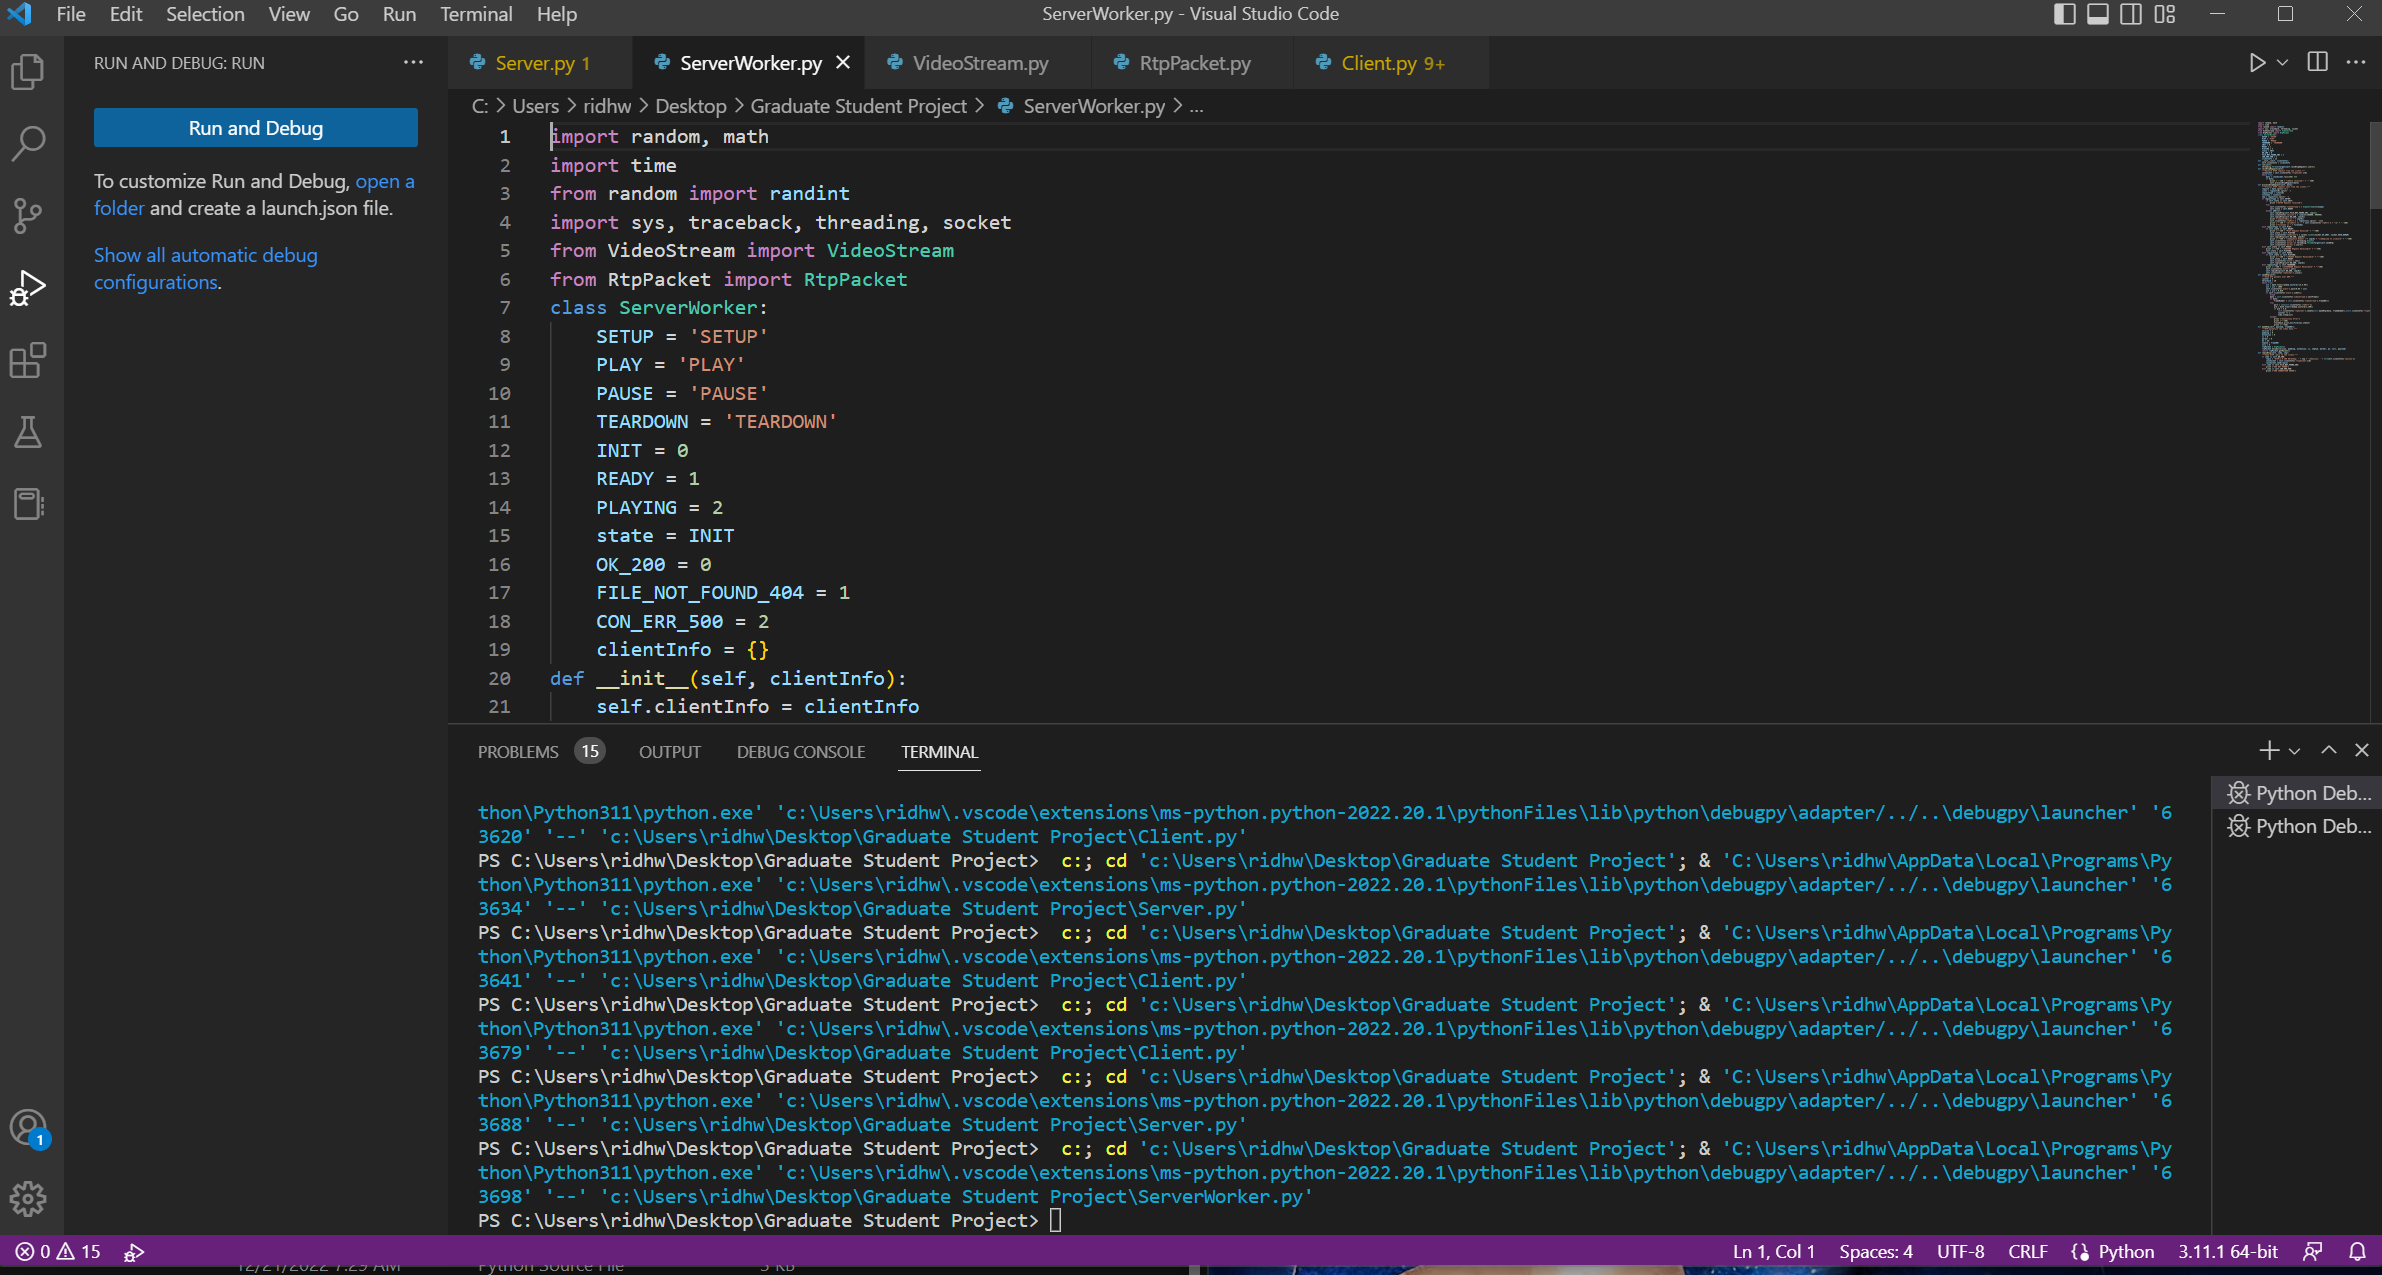 File Edit Selection View Go Run Terminal Help
ServerWorker.py - Visual Studio Code
RUN AND DEBUG: RUN
Run and Debug
To customize Run and Debug, open a
folder and create a launch.json file.
Show all automatic debug
configurations.
Server.py 1
ServerWorker.py
VideoStream.py
RtpPacket.py
Client.py 9+
C: > Users > ridhw > Desktop > Graduate Student Project > ServerWorker.py > ...
1 import random, math
2 import time
3 from random import randint
4 import sys, traceback, threading, socket
5 from VideoStream import VideoStream
6 from RtpPacket import RtpPacket
7 class ServerWorker:
8 SETUP = 'SETUP'
9 PLAY = 'PLAY'
10 PAUSE = 'PAUSE'
11 TEARDOWN = 'TEARDOWN'
12 INIT = 0
13 READY = 1
14 PLAYING = 2
15 state = INIT
16 OK_200 = 0
17 FILE_NOT_FOUND_404 = 1
18 CON_ERR_500 = 2
19 clientInfo = {}
20 def __init__(self, clientInfo):
21 self.clientInfo = clientInfo
PROBLEMS 15 OUTPUT DEBUG CONSOLE TERMINAL
thon\Python311\python.exe' 'c:\Users\ridhw\.vscode\extensions\ms-python.python-2022.20.1\pythonFiles\lib\python\debugpy\adapter/../..\debugpy\launcher' '6
3620' '--' 'c:\Users\ridhw\Desktop\Graduate Student Project\Client.py'
PS C:\Users\ridhw\Desktop\Graduate Student Project>  c:; cd 'c:\Users\ridhw\Desktop\Graduate Student Project'; & 'C:\Users\ridhw\AppData\Local\Programs\Py
thon\Python311\python.exe' 'c:\Users\ridhw\.vscode\extensions\ms-python.python-2022.20.1\pythonFiles\lib\python\debugpy\adapter/../..\debugpy\launcher' '6
3634' '--' 'c:\Users\ridhw\Desktop\Graduate Student Project\Server.py'
PS C:\Users\ridhw\Desktop\Graduate Student Project>  c:; cd 'c:\Users\ridhw\Desktop\Graduate Student Project'; & 'C:\Users\ridhw\AppData\Local\Programs\Py
thon\Python311\python.exe' 'c:\Users\ridhw\.vscode\extensions\ms-python.python-2022.20.1\pythonFiles\lib\python\debugpy\adapter/../..\debugpy\launcher' '6
3641' '--' 'c:\Users\ridhw\Desktop\Graduate Student Project\Client.py'
PS C:\Users\ridhw\Desktop\Graduate Student Project>  c:; cd 'c:\Users\ridhw\Desktop\Graduate Student Project'; & 'C:\Users\ridhw\AppData\Local\Programs\Py
thon\Python311\python.exe' 'c:\Users\ridhw\.vscode\extensions\ms-python.python-2022.20.1\pythonFiles\lib\python\debugpy\adapter/../..\debugpy\launcher' '6
3679' '--' 'c:\Users\ridhw\Desktop\Graduate Student Project\Client.py'
PS C:\Users\ridhw\Desktop\Graduate Student Project>  c:; cd 'c:\Users\ridhw\Desktop\Graduate Student Project'; & 'C:\Users\ridhw\AppData\Local\Programs\Py
thon\Python311\python.exe' 'c:\Users\ridhw\.vscode\extensions\ms-python.python-2022.20.1\pythonFiles\lib\python\debugpy\adapter/../..\debugpy\launcher' '6
3688' '--' 'c:\Users\ridhw\Desktop\Graduate Student Project\Server.py'
PS C:\Users\ridhw\Desktop\Graduate Student Project>  c:; cd 'c:\Users\ridhw\Desktop\Graduate Student Project'; & 'C:\Users\ridhw\AppData\Local\Programs\Py
thon\Python311\python.exe' 'c:\Users\ridhw\.vscode\extensions\ms-python.python-2022.20.1\pythonFiles\lib\python\debugpy\adapter/../..\debugpy\launcher' '6
3698' '--' 'c:\Users\ridhw\Desktop\Graduate Student Project\ServerWorker.py'
PS C:\Users\ridhw\Desktop\Graduate Student Project>
Python Deb...
Python Deb...
1
0 15
Ln 1, Col 1 Spaces: 4 UTF-8 CRLF Python 3.11.1 64-bit
12/21/2022 7:29 AM Python Source File 3 KB